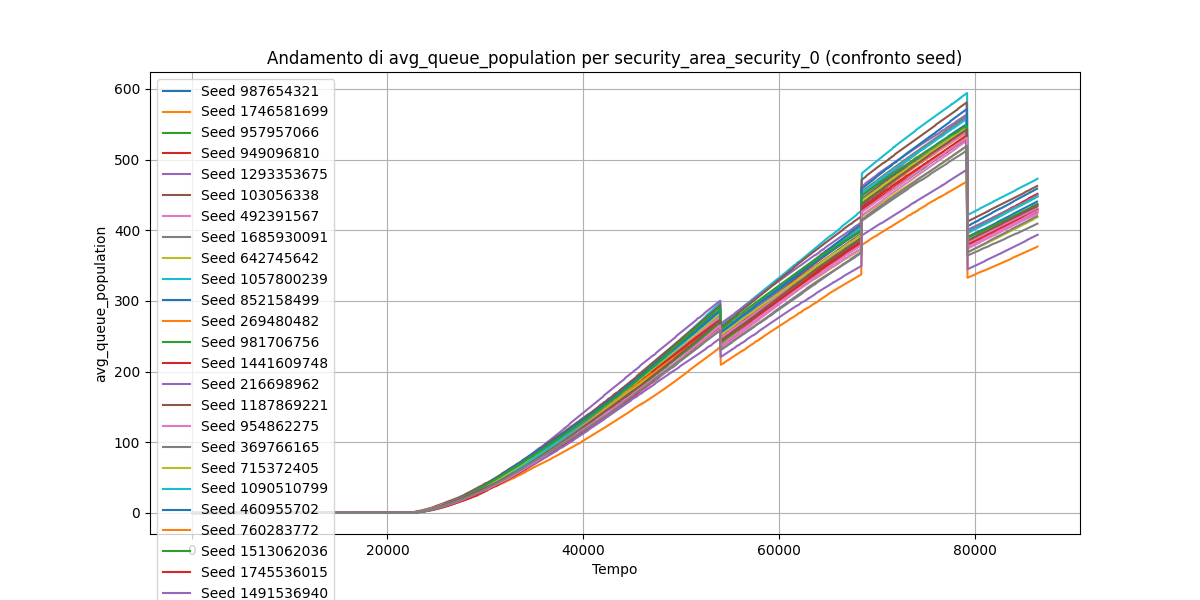 Andamento di avg_queue_population per security_area_security_0 (confronto seed)
avg_queue_population
600
500
400
300
200
100
0
Seed 987654321
Seed 1746581699
Seed 957957066
Seed 949096810
Seed 1293353675
Seed 103056338
Seed 492391567
Seed 1685930091
Seed 642745642
Seed 1057800239
Seed 852158499
Seed 269480482
Seed 981706756
Seed 1441609748
Seed 216698962
Seed 1187869221
Seed 954862275
Seed 369766165
Seed 715372405
Seed 1090510799
Seed 460955702
Seed 760283772
Seed 1513062036
Seed 1745536015
Seed 1491536940
0 20000 40000 60000 80000
Tempo